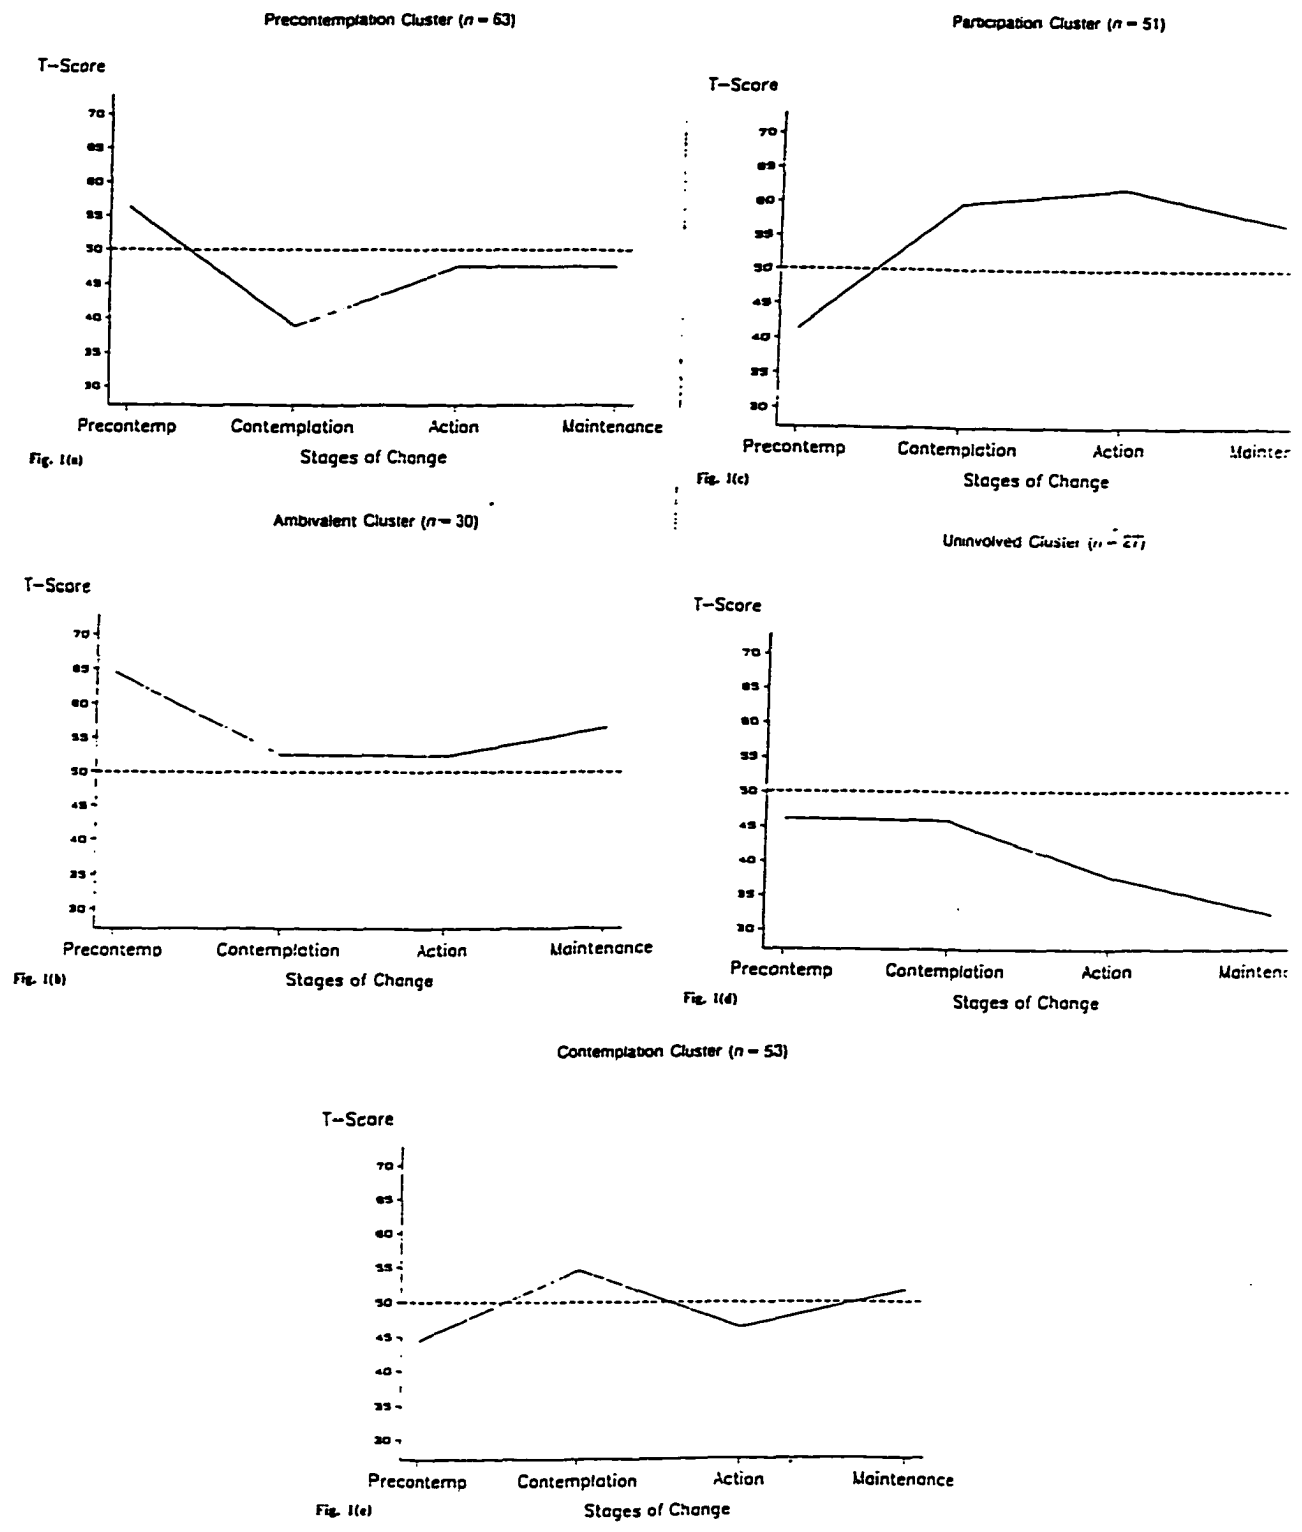 Precontemplation Cluster (n = 63)
T-Score
70
65
60
55
50
45
40
35
30
Precontemp Contemplation Action Maintenance
Fig. 1(a) Stages of Change
Participation Cluster (n = 51)
T-Score
70
65
60
55
50
45
40
35
30
Precontemp Contemplation Action Mainter
Fig. 1(c) Stages of Change
Ambivalent Cluster (n = 30)
T-Score
70
65
60
55
50
45
40
35
30
Precontemp Contemplation Action Maintenance
Fig. 1(b) Stages of Change
Uninvolved Cluster (n = 27)
T-Score
70
65
60
55
50
45
40
35
30
Precontemp Contemplation Action Mainten
Fig. 1(d) Stages of Change
Contemplation Cluster (n = 53)
T-Score
70
65
60
55
50
45
40
35
30
Precontemp Contemplation Action Maintenance
Fig. 1(e) Stages of Change